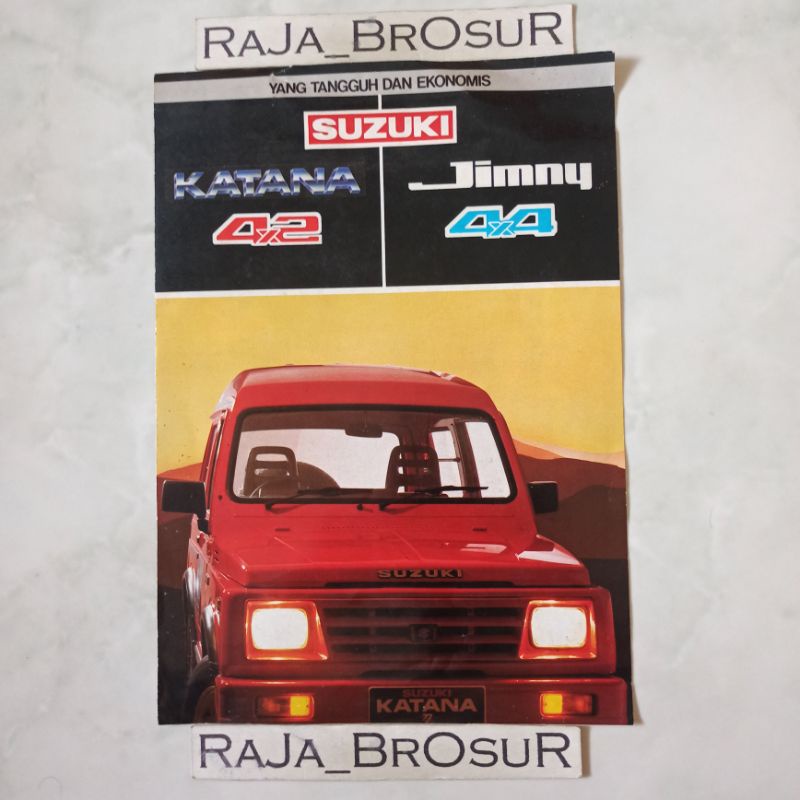 RAJA_BROSUR
YANG TANGGUH DAN EKONOMIS
SUZUKI
KATANA
4x2
Jimny
4x4
SUZUKI
SUZUKI
KATANA
RAJA_BROSUR